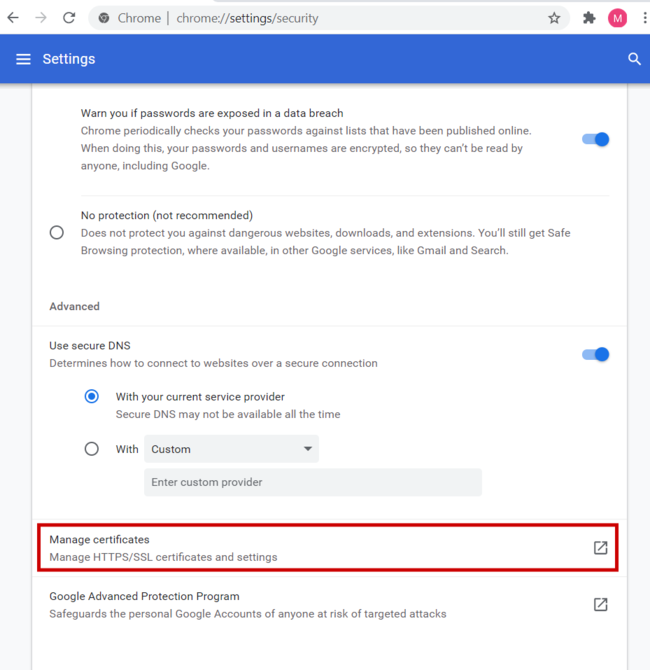 Chrome | chrome://settings/security
M
Settings
Warn you if passwords are exposed in a data breach
Chrome periodically checks your passwords against lists that have been published online.
When doing this, your passwords and usernames are encrypted, so they can't be read by
anyone, including Google.
No protection (not recommended)
Does not protect you against dangerous websites, downloads, and extensions. You'll still get Safe
Browsing protection, where available, in other Google services, like Gmail and Search.
Advanced
Use secure DNS
Determines how to connect to websites over a secure connection
With your current service provider
Secure DNS may not be available all the time
With Custom
Enter custom provider
Manage certificates
Manage HTTPS/SSL certificates and settings
Google Advanced Protection Program
Safeguards the personal Google Accounts of anyone at risk of targeted attacks